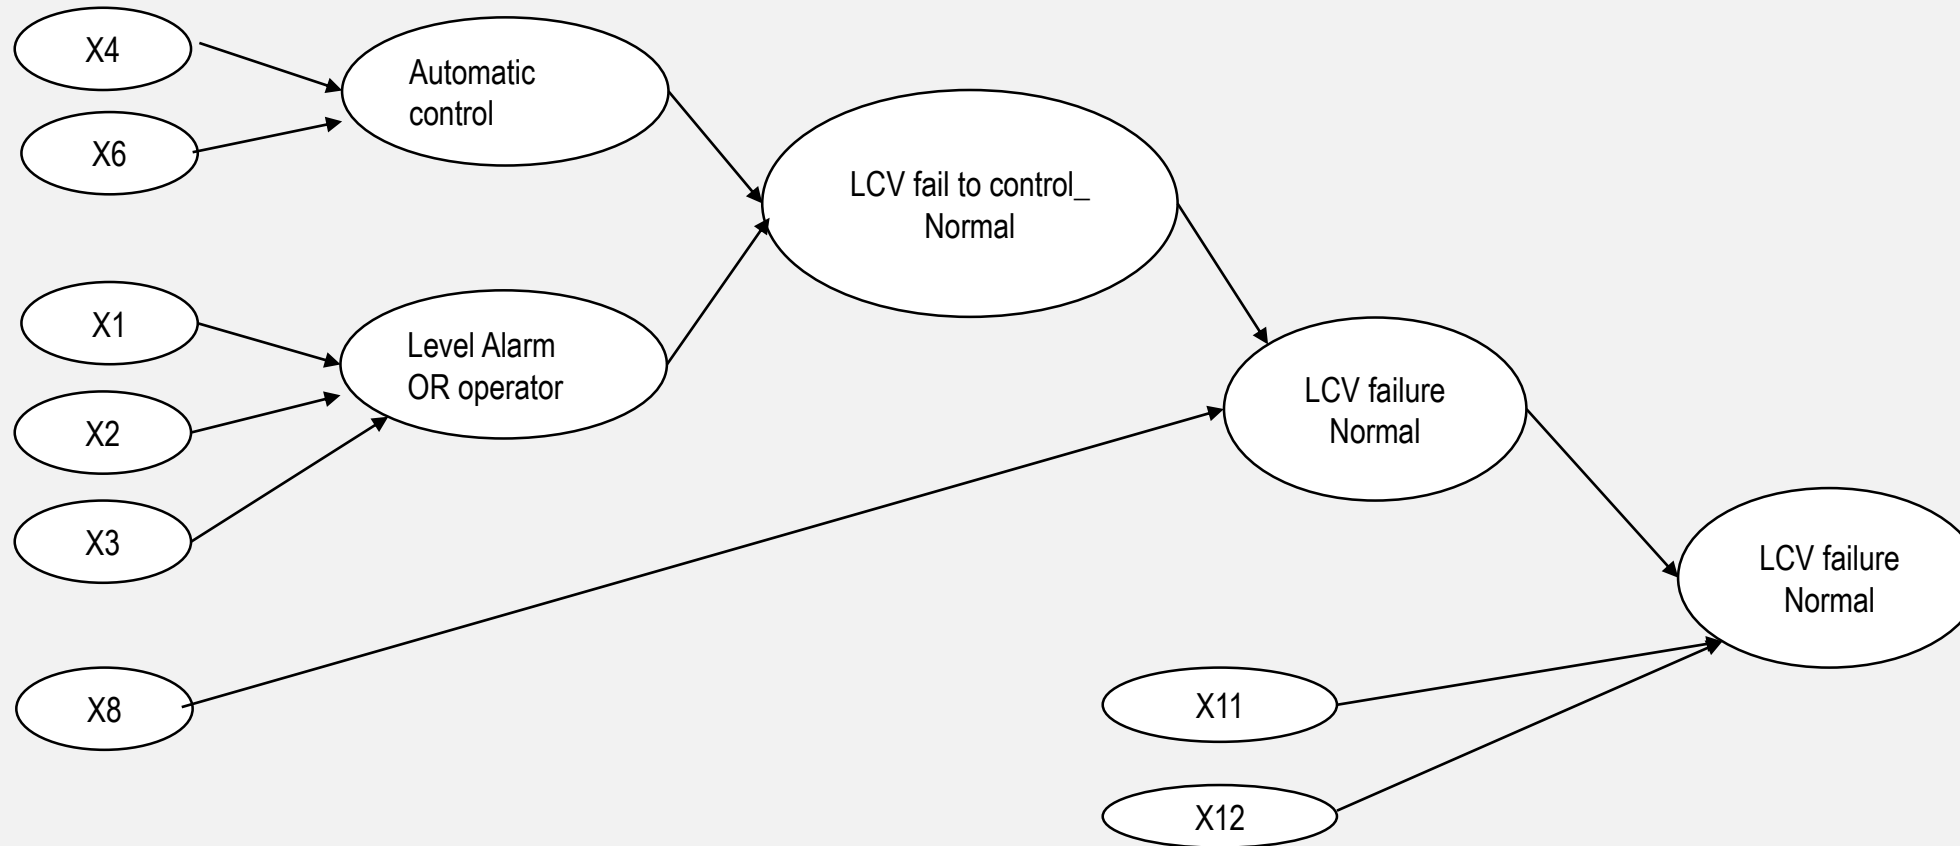 X4
X6
Automatic
control
LCV fail to control_
Normal
X1
X2
X3
Level Alarm
OR operator
LCV failure
Normal
X8
LCV failure
Normal
X11
X12